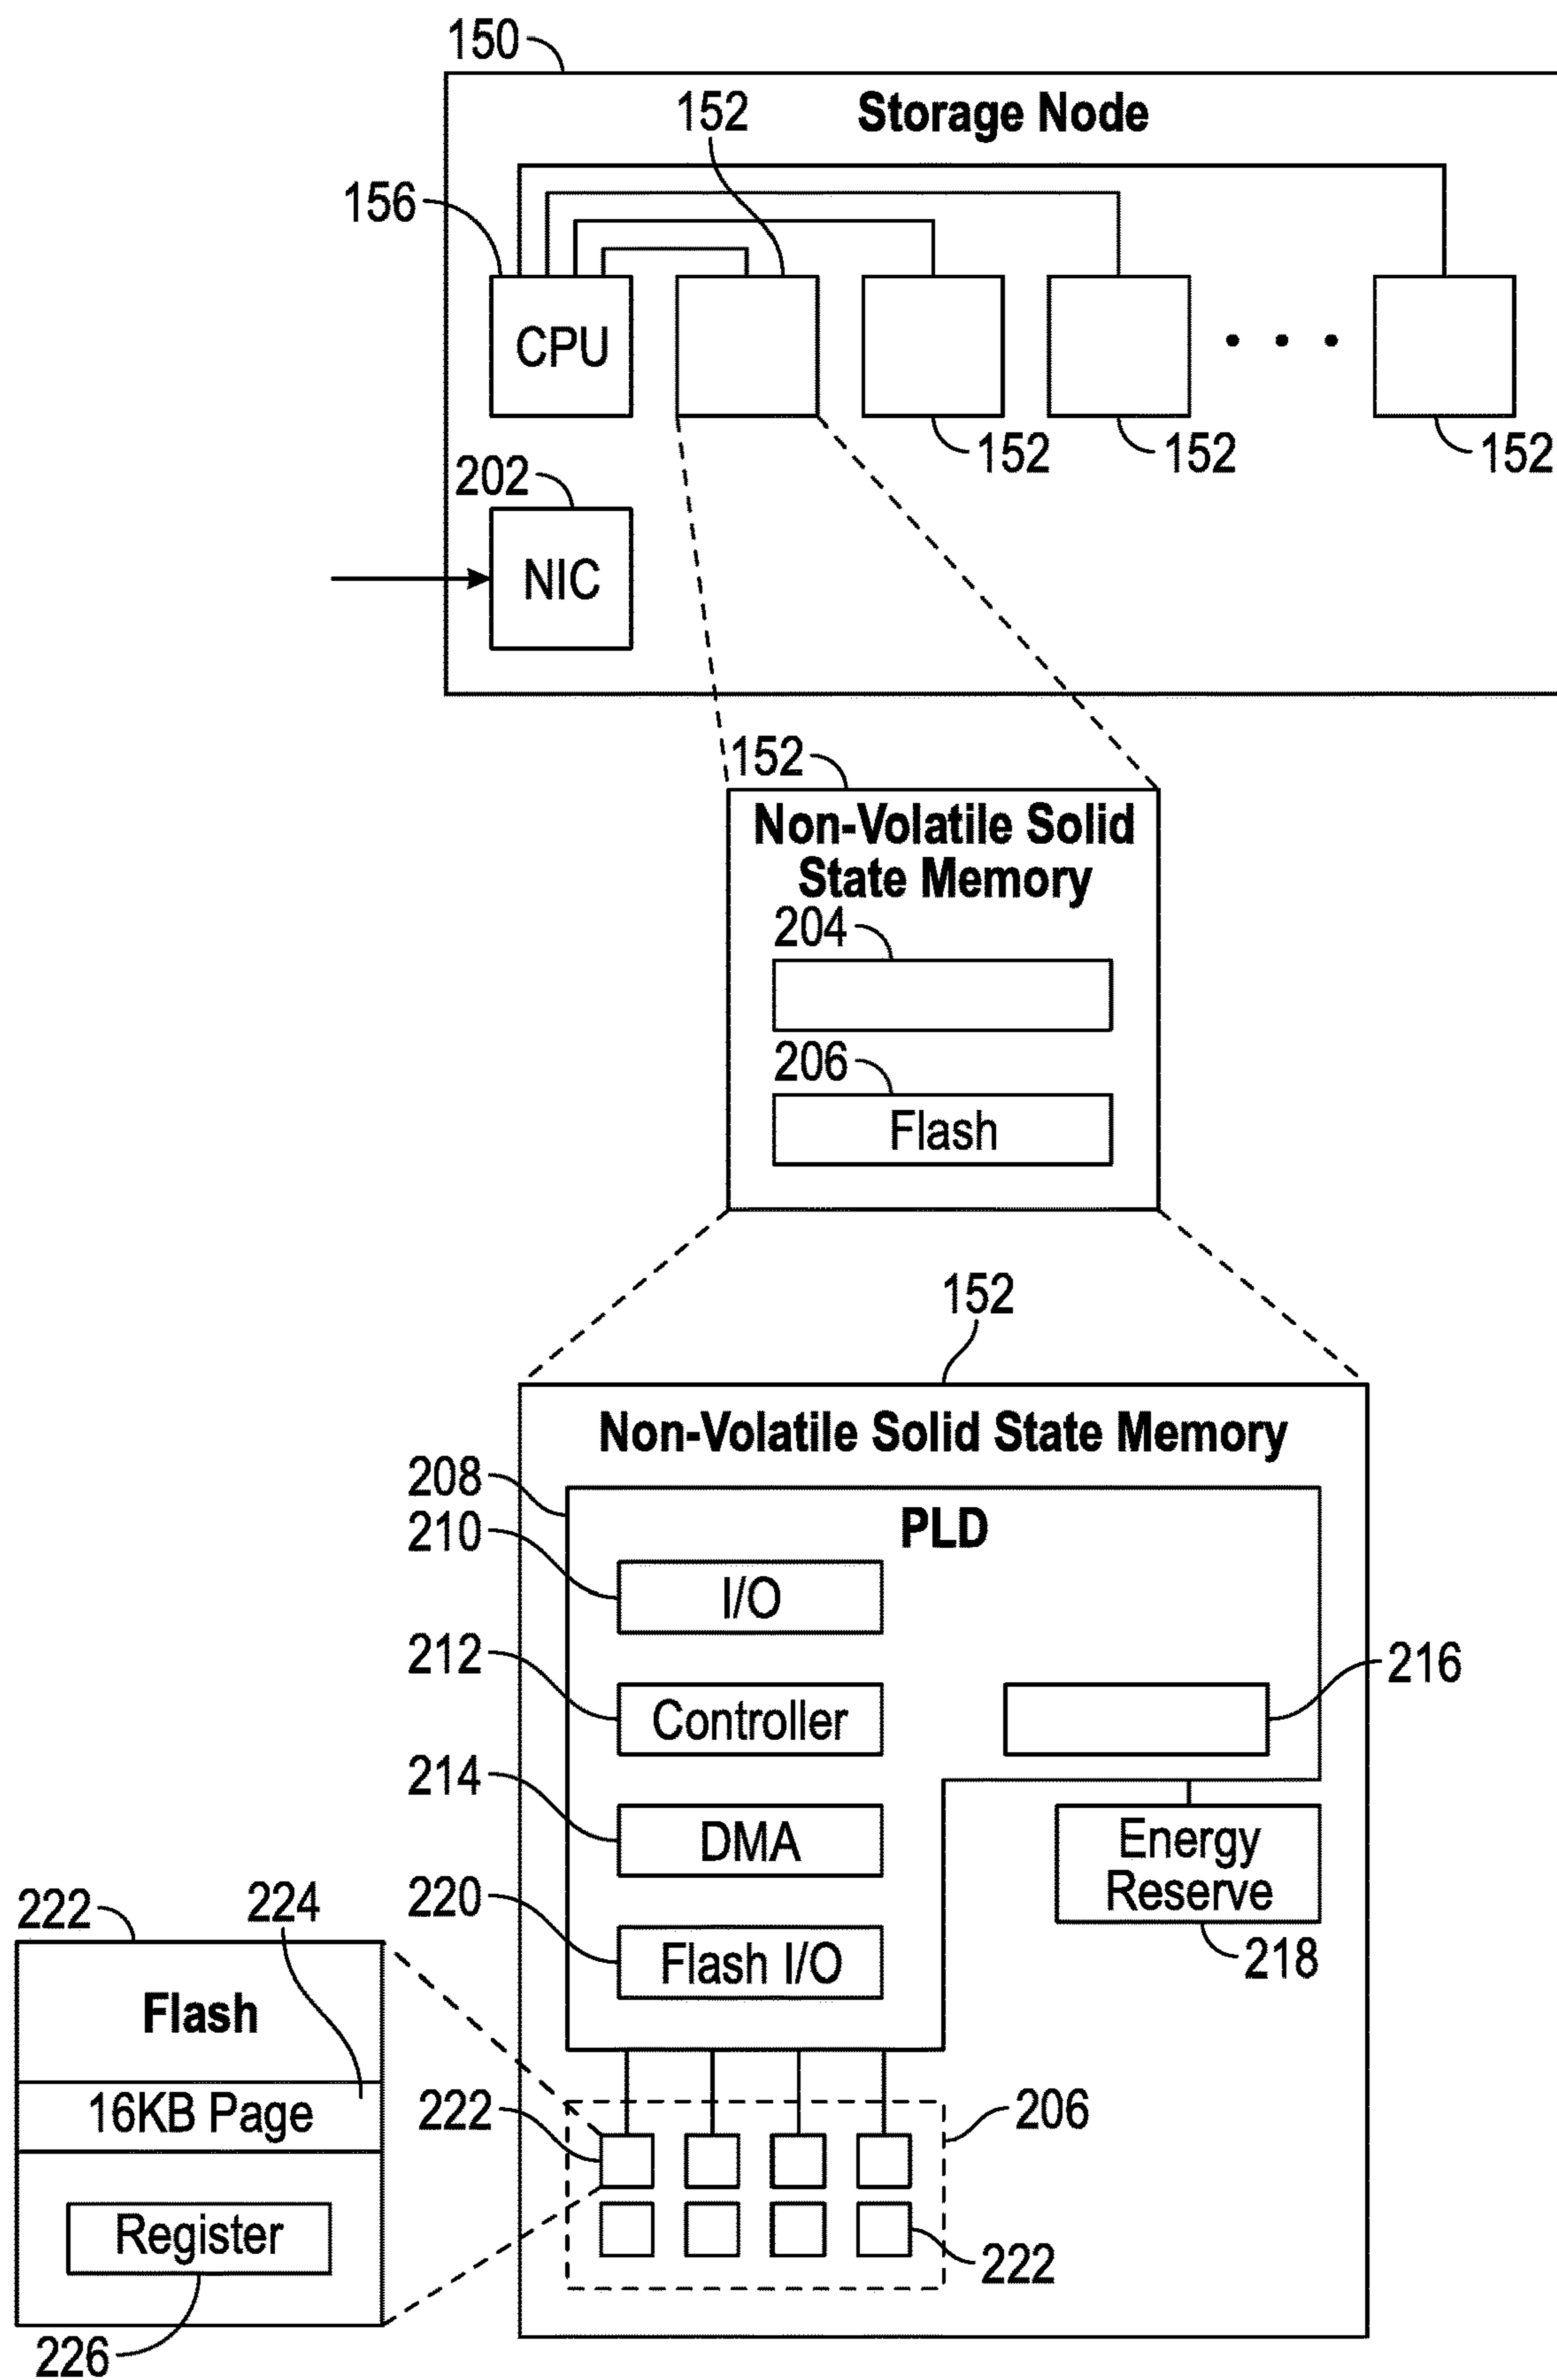 150
Storage Node
152
156
CPU
152
152
152
202
NIC
152
Non-Volatile Solid
State Memory
204
206
Flash
152
Non-Volatile Solid State Memory
208
PLD
210
I/O
212
Controller
216
214
DMA
Energy
Reserve
218
220
Flash I/O
222
224
Flash
16KB Page
Register
226
222
206
222